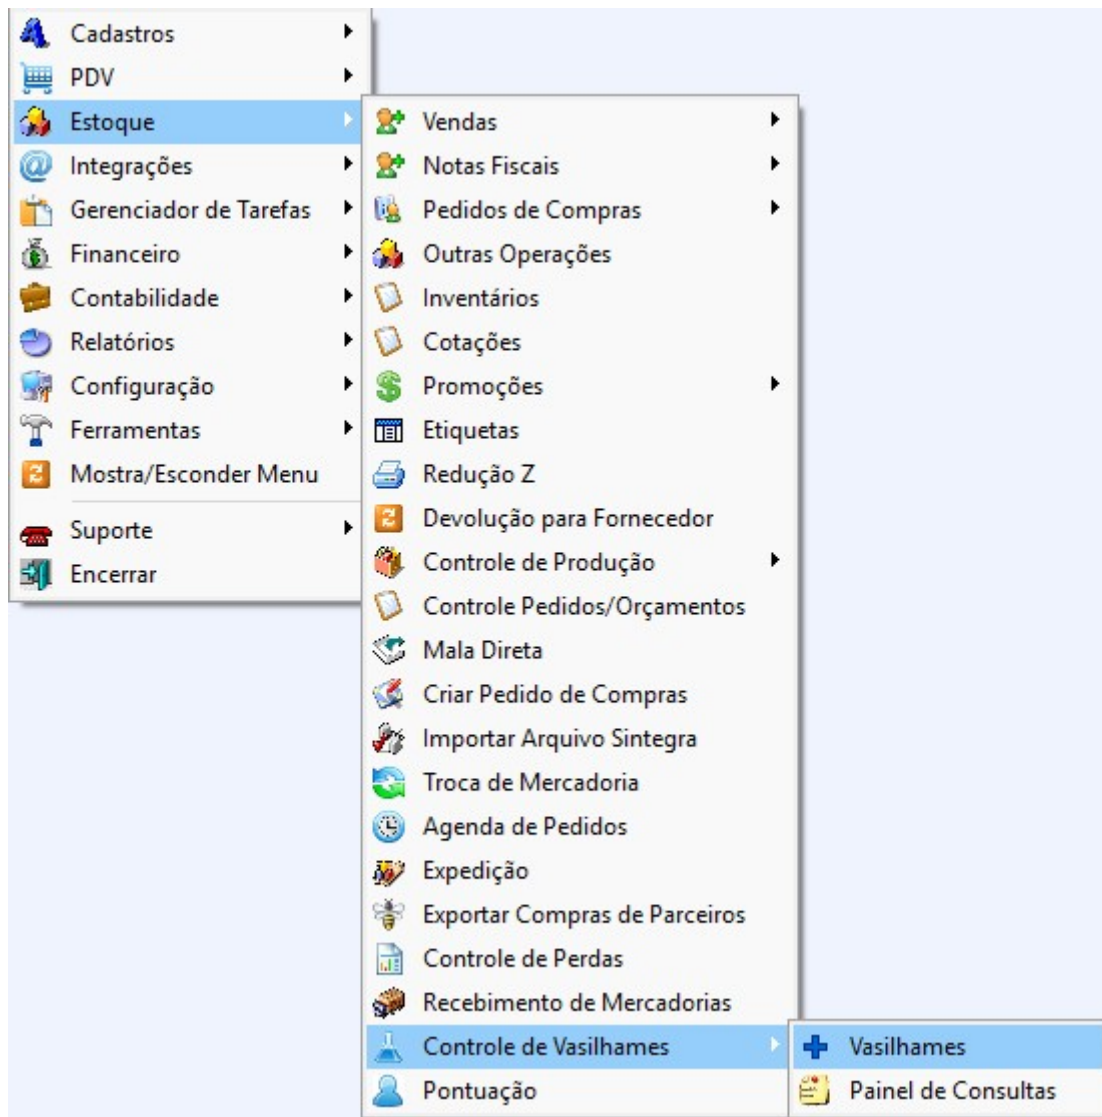 Cadastros
PDV
Estoque
Integrações
Gerenciador de Tarefas
Financeiro
Contabilidade
Relatórios
Configuração
Ferramentas
Mostra/Esconder Menu
Suporte
Encerrar
Vendas
Notas Fiscais
Pedidos de Compras
Outras Operações
Inventários
Cotações
Promoções
Etiquetas
Redução Z
Devolução para Fornecedor
Controle de Produção
Controle Pedidos/Orçamentos
Mala Direta
Criar Pedido de Compras
Importar Arquivo Sintegra
Troca de Mercadoria
Agenda de Pedidos
Expedição
Exportar Compras de Parceiros
Controle de Perdas
Recebimento de Mercadorias
Controle de Vasilhames
Pontuação
Vasilhames
Painel de Consultas